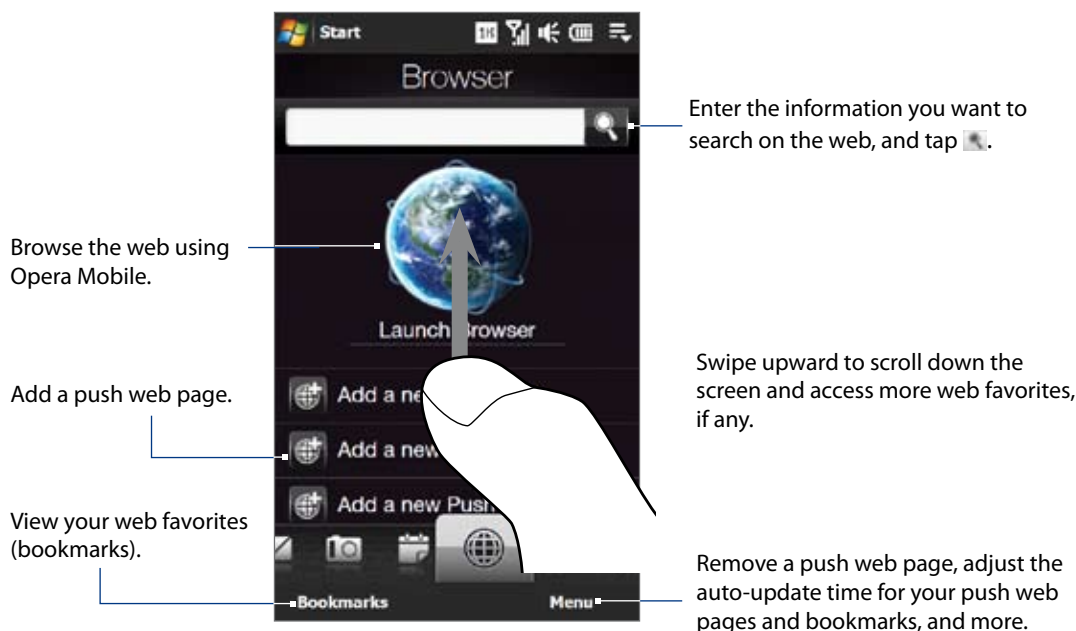 Start
Browser
Enter the information you want to
search on the web, and tap .
Browse the web using
Opera Mobile.
Launch Browser
Swipe upward to scroll down the
screen and access more web favorites,
if any.
Add a push web page.
Add a ne
Add a new
Add a new Push
View your web favorites
(bookmarks).
Remove a push web page, adjust the
auto-update time for your push web
pages and bookmarks, and more.
Bookmarks
Menu